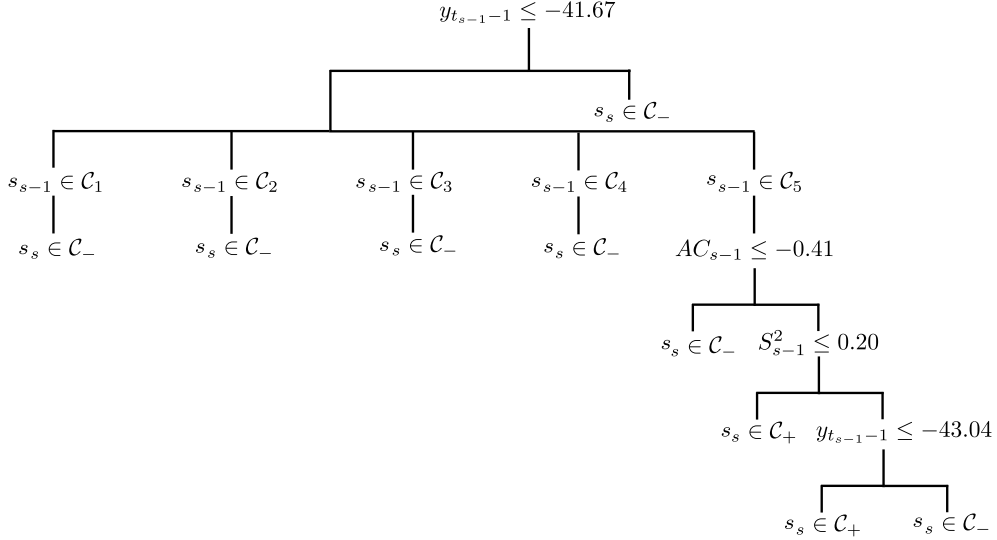 y_{t_{s-1}-1} ≤ −41.67
s_s ∈ 𝒞_−
s_{s-1} ∈ 𝒞_1 s_{s-1} ∈ 𝒞_2 s_{s-1} ∈ 𝒞_3 s_{s-1} ∈ 𝒞_4 s_{s-1} ∈ 𝒞_5
s_s ∈ 𝒞_− s_s ∈ 𝒞_− s_s ∈ 𝒞_− s_s ∈ 𝒞_− AC_{s-1} ≤ −0.41
s_s ∈ 𝒞_− S^2_{s-1} ≤ 0.20
s_s ∈ 𝒞_+ y_{t_{s-1}-1} ≤ −43.04
s_s ∈ 𝒞_+ s_s ∈ 𝒞_−